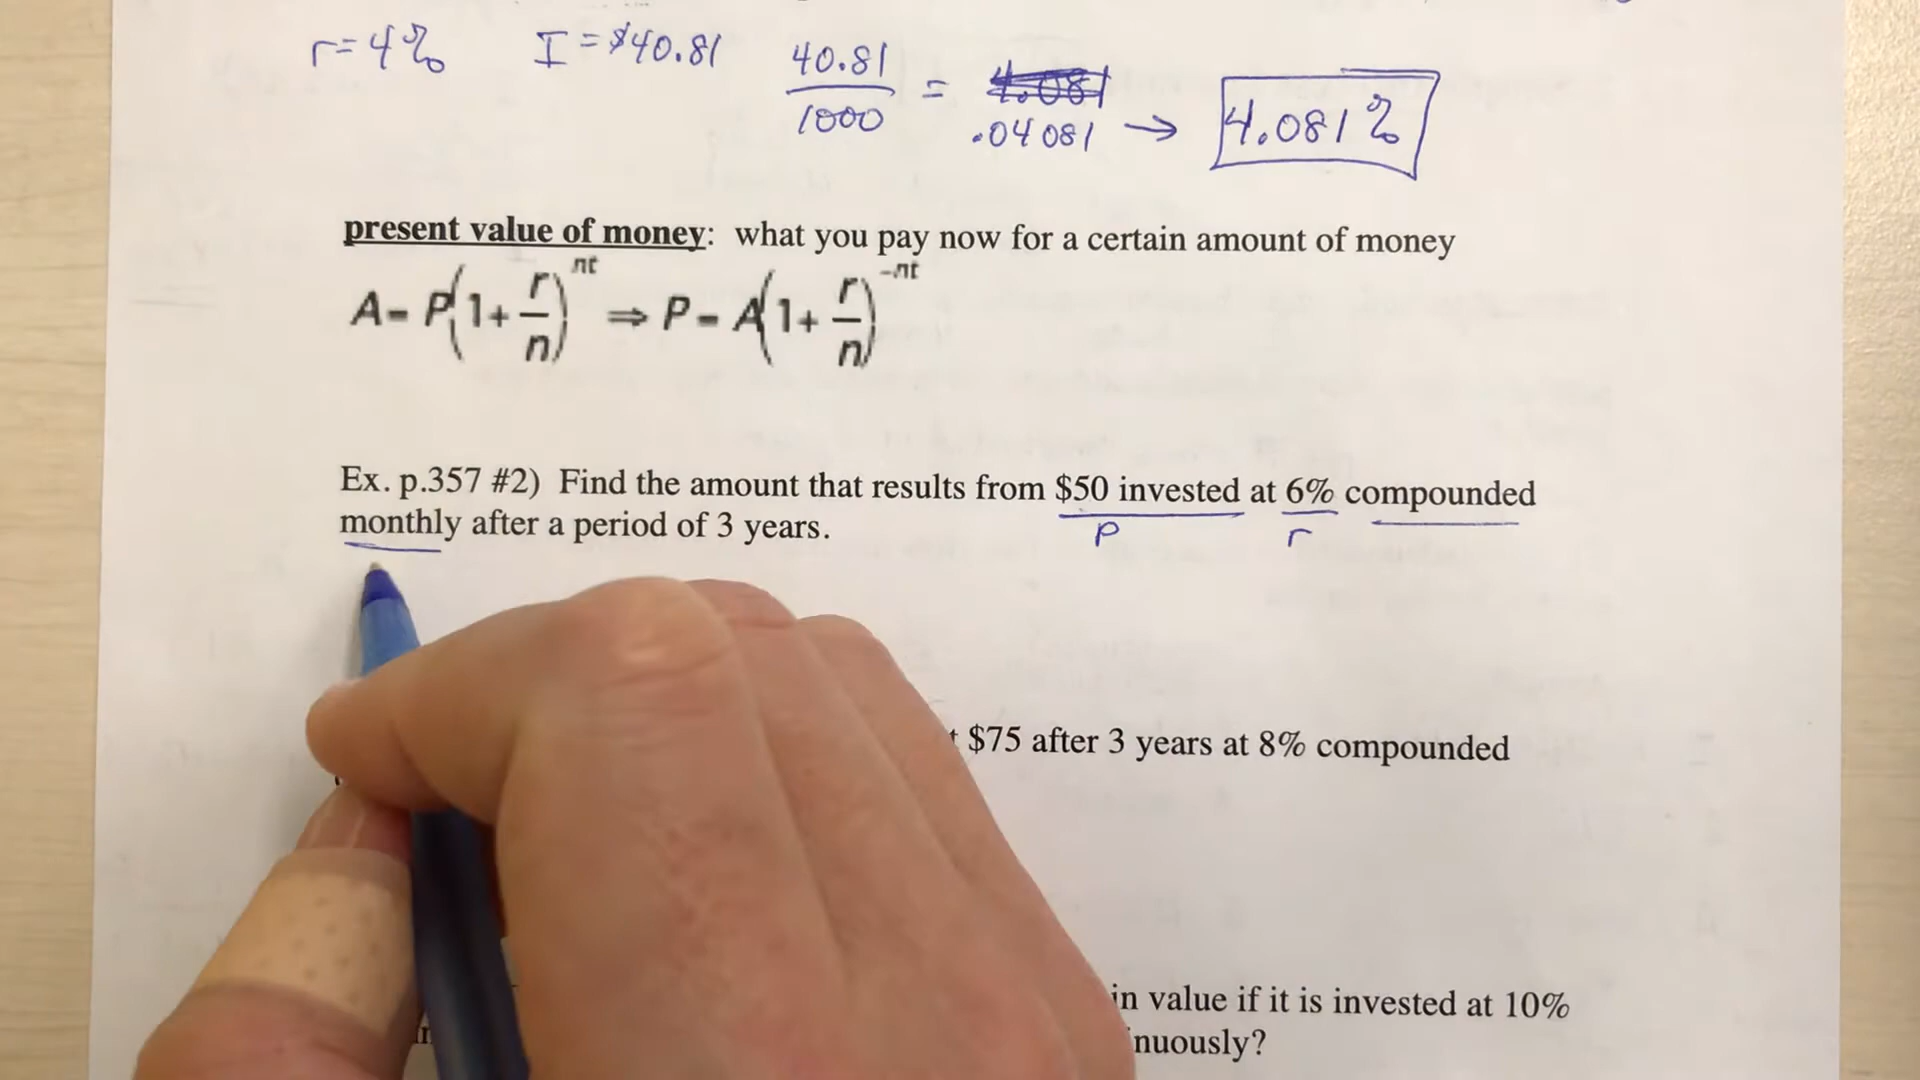 r=4% I=$40.81 40.81/1000 = .04081 → 4.081%
present value of money: what you pay now for a certain amount of money
A= P(1+ r/n)^nt ⇒ P = A(1+ r/n)^-nt
Ex. p.357 #2) Find the amount that results from $50 invested at 6% compounded
monthly after a period of 3 years.
P r
$75 after 3 years at 8% compounded
in value if it is invested at 10%
nuously?